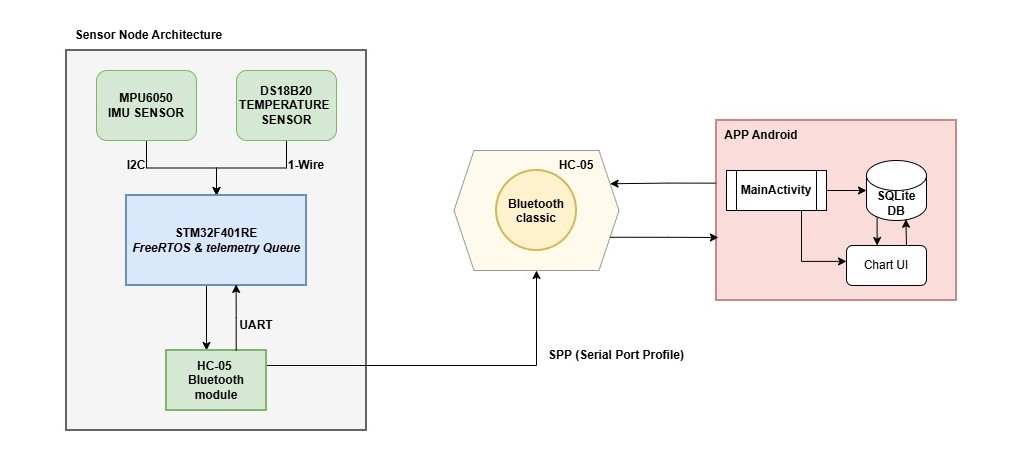 Sensor Node Architecture
MPU6050
IMU SENSOR
DS18B20
TEMPERATURE
SENSOR
I2C
1-Wire
STM32F401RE
FreeRTOS & telemetry Queue
UART
HC-05
Bluetooth
module
SPP (Serial Port Profile)
HC-05
Bluetooth
classic
APP Android
MainActivity
SQLite
DB
Chart UI